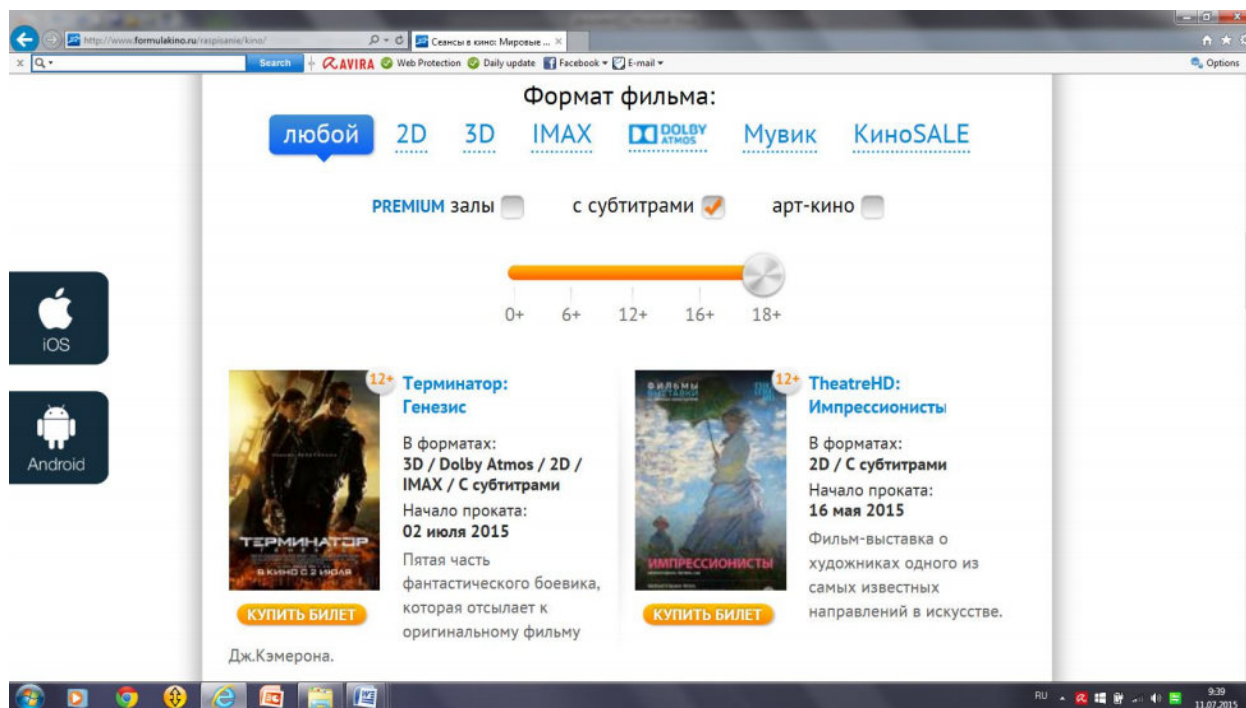 http://www.formulakino.ru/raspisanie/kino/
Сеансы в кино: Мировые ...
Search AVIRA Web Protection Daily update Facebook E-mail Options
Формат фильма:
любой 2D 3D IMAX DOLBY ATMOS Мувик КиноSALE
PREMIUM залы с субтитрами арт-кино
0+ 6+ 12+ 16+ 18+
iOS
Android
12+
Терминатор:
Генезис
В форматах:
3D / Dolby Atmos / 2D /
IMAX / С субтитрами
Начало проката:
02 июля 2015
Пятая часть
фантастического боевика,
которая отсылает к
оригинальному фильму
Дж.Кэмерона.
ТЕРМИНАТОР
ГЕНЕЗИС
В КИНО С 2 ИЮЛЯ
КУПИТЬ БИЛЕТ
12+
TheatreHD:
Импрессионисты
В форматах:
2D / С субтитрами
Начало проката:
16 мая 2015
Фильм-выставка о
художниках одного из
самых известных
направлений в искусстве.
ФИЛЬМЫ
ВЫСТАВКИ
ИМПРЕССИОНИСТЫ
КУПИТЬ БИЛЕТ
RU
9:39
11.07.2015